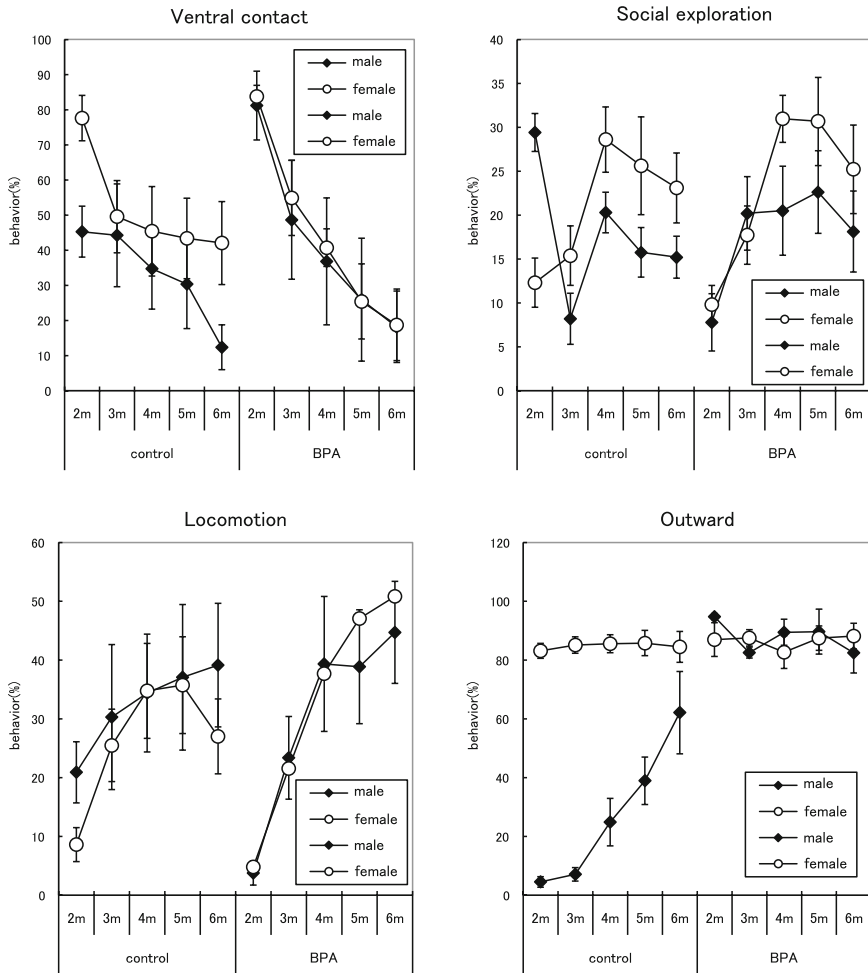 Ventral contact
behavior(%)
100
90
80
70
60
50
40
30
20
10
0
male
female
male
female
2m 3m 4m 5m 6m 2m 3m 4m 5m 6m
control BPA
Social exploration
behavior(%)
40
35
30
25
20
15
10
5
0
male
female
male
female
2m 3m 4m 5m 6m 2m 3m 4m 5m 6m
control BPA
Locomotion
behavior(%)
60
50
40
30
20
10
0
male
female
male
female
2m 3m 4m 5m 6m 2m 3m 4m 5m 6m
control BPA
Outward
behavior(%)
120
100
80
60
40
20
0
male
female
male
female
2m 3m 4m 5m 6m 2m 3m 4m 5m 6m
control BPA